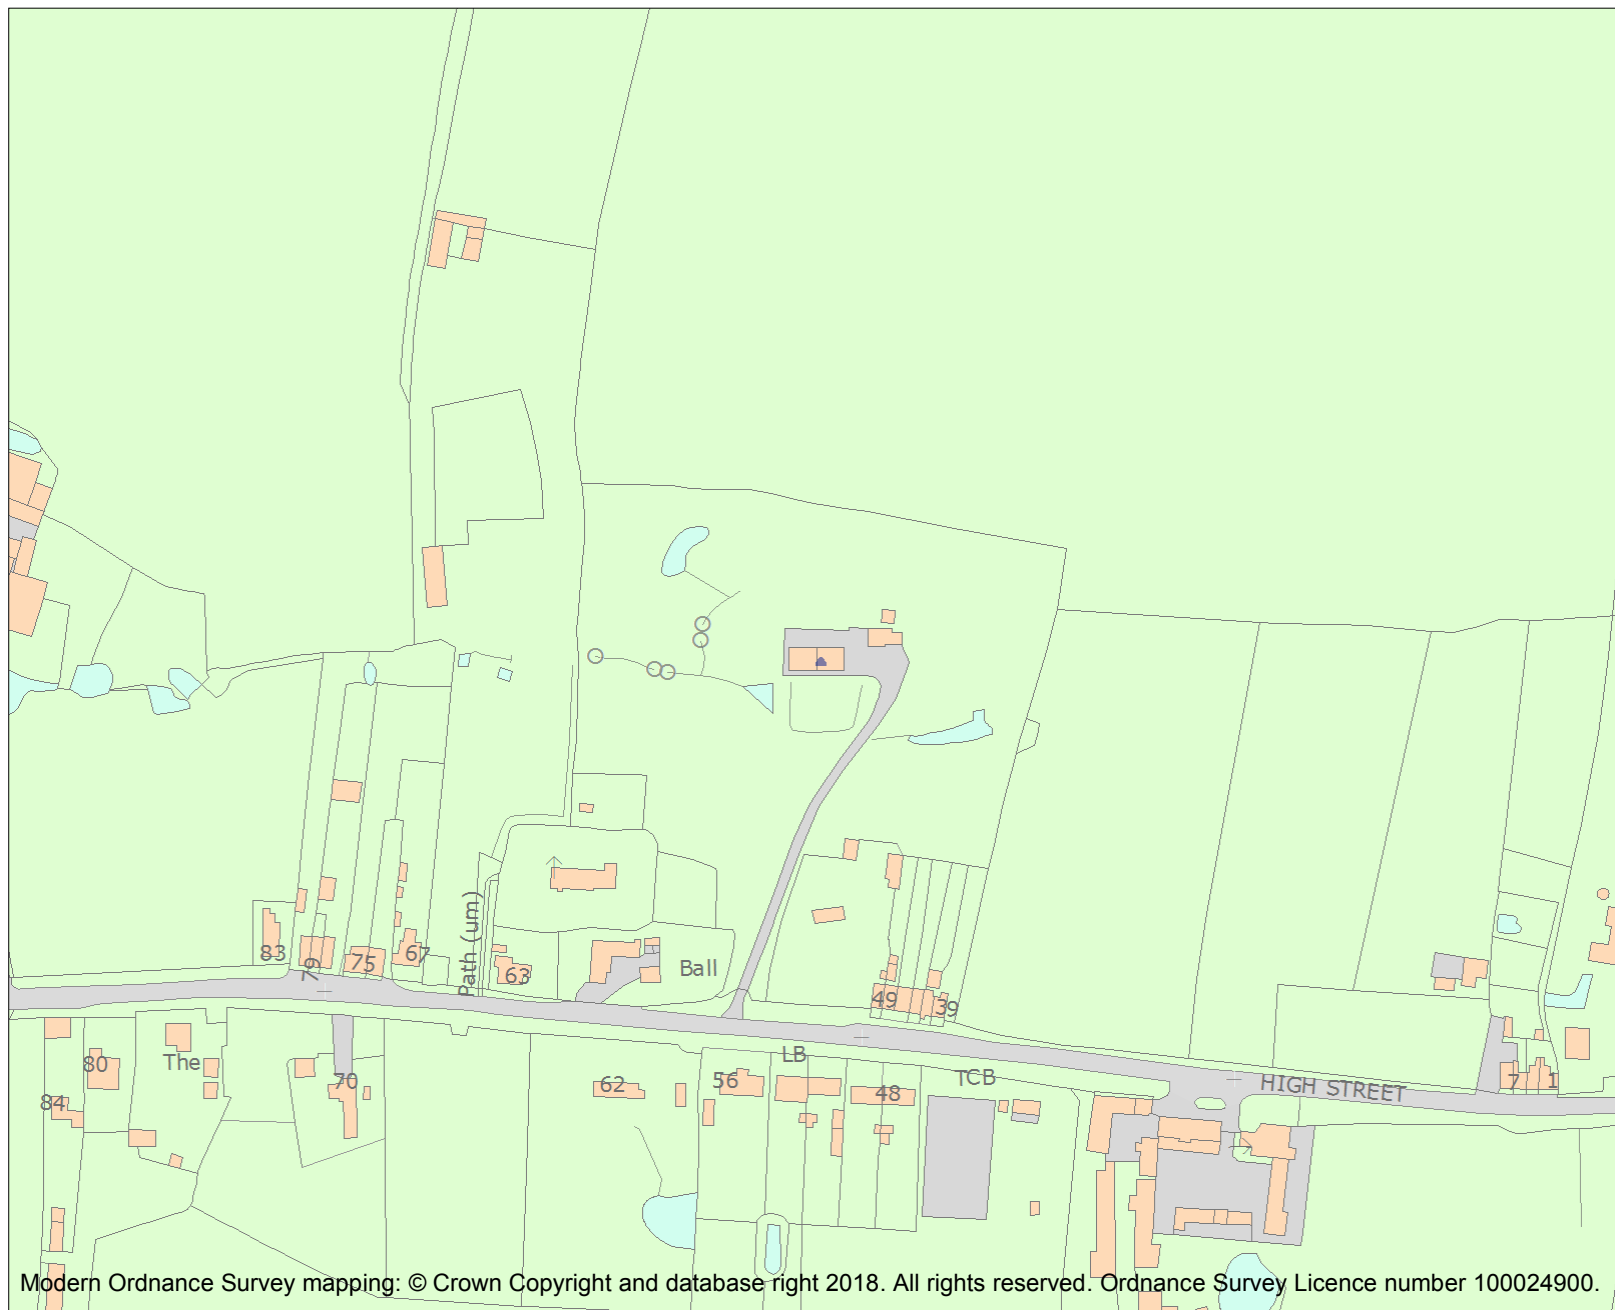 Path (um)
83
79
75
67
63
Ball
49
39
80
The
84
70
62
56
LB
48
TCB
HIGH STREET
7
1
Modern Ordnance Survey mapping: © Crown Copyright and database right 2018. All rights reserved. Ordnance Survey Licence number 100024900.